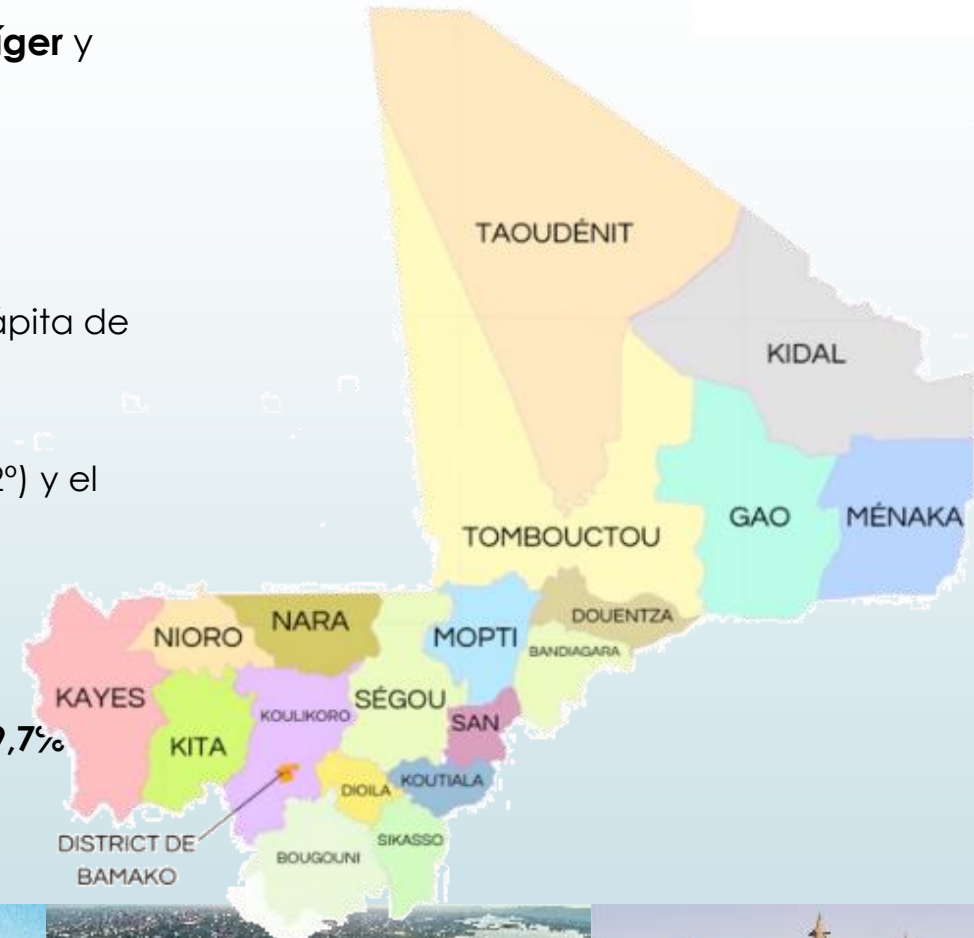 íger y
ápita de
2º) y el
9,7%
TAOUDÉNIT
KIDAL
TOMBOUCTOU
GAO
MÉNAKA
DOUENTZA
NARA
NIORO
MOPTI
BANDIAGARA
KAYES
SÉGOU
KOULIKORO
SAN
KITA
KOUTIALA
DIOILA
SIKASSO
DISTRICT DE
BAMAKO
BOUGOUNI